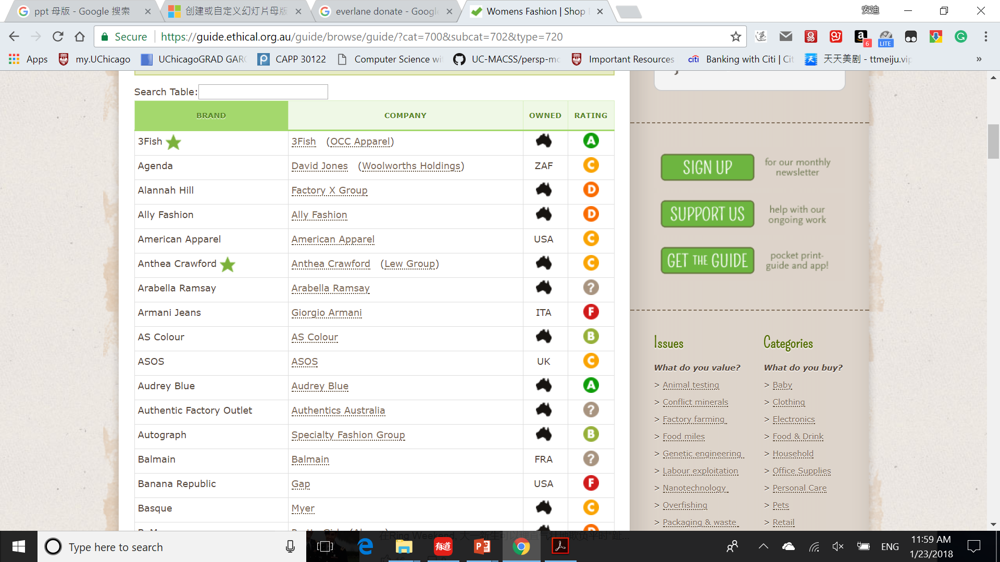 ppt 母版 - Google 搜索
创建或自定义幻灯片母版
everlane donate - Google
Womens Fashion | Shop
安迪
Secure
https://guide.ethical.org.au/guide/browse/guide/?cat=700&subcat=702&type=720
6
LITE
Apps
my.UChicago
UChicagoGRAD GARG
CAPP 30122
Computer Science wi
UC-MACSS/persp-mo
Important Resources
citi
Banking with Citi | Cit
天天美剧 - ttmeiju.vip
»
Search Table:
BRAND COMPANY OWNED RATING
3Fish 3Fish (OCC Apparel) A
Agenda David Jones (Woolworths Holdings) ZAF C
Alannah Hill Factory X Group D
Ally Fashion Ally Fashion D
American Apparel American Apparel USA C
Anthea Crawford Anthea Crawford (Lew Group) C
Arabella Ramsay Arabella Ramsay ?
Armani Jeans Giorgio Armani ITA F
AS Colour AS Colour B
ASOS ASOS UK C
Audrey Blue Audrey Blue A
Authentic Factory Outlet Authentics Australia ?
Autograph Specialty Fashion Group B
Balmain Balmain FRA ?
Banana Republic Gap USA F
Basque Myer C
SIGN UP
for our monthly
newsletter
SUPPORT US
help with our
ongoing work
GET THE GUIDE
pocket print-
guide and app!
Issues
What do you value?
> Animal testing
> Conflict minerals
> Factory farming
> Food miles
> Genetic engineering
> Labour exploitation
> Nanotechnology
> Overfishing
> Packaging & waste
Categories
What do you buy?
> Baby
> Clothing
> Electronics
> Food & Drink
> Household
> Office Supplies
> Personal Care
> Pets
> Retail
Type here to search
有道
ENG
11:59 AM
1/23/2018